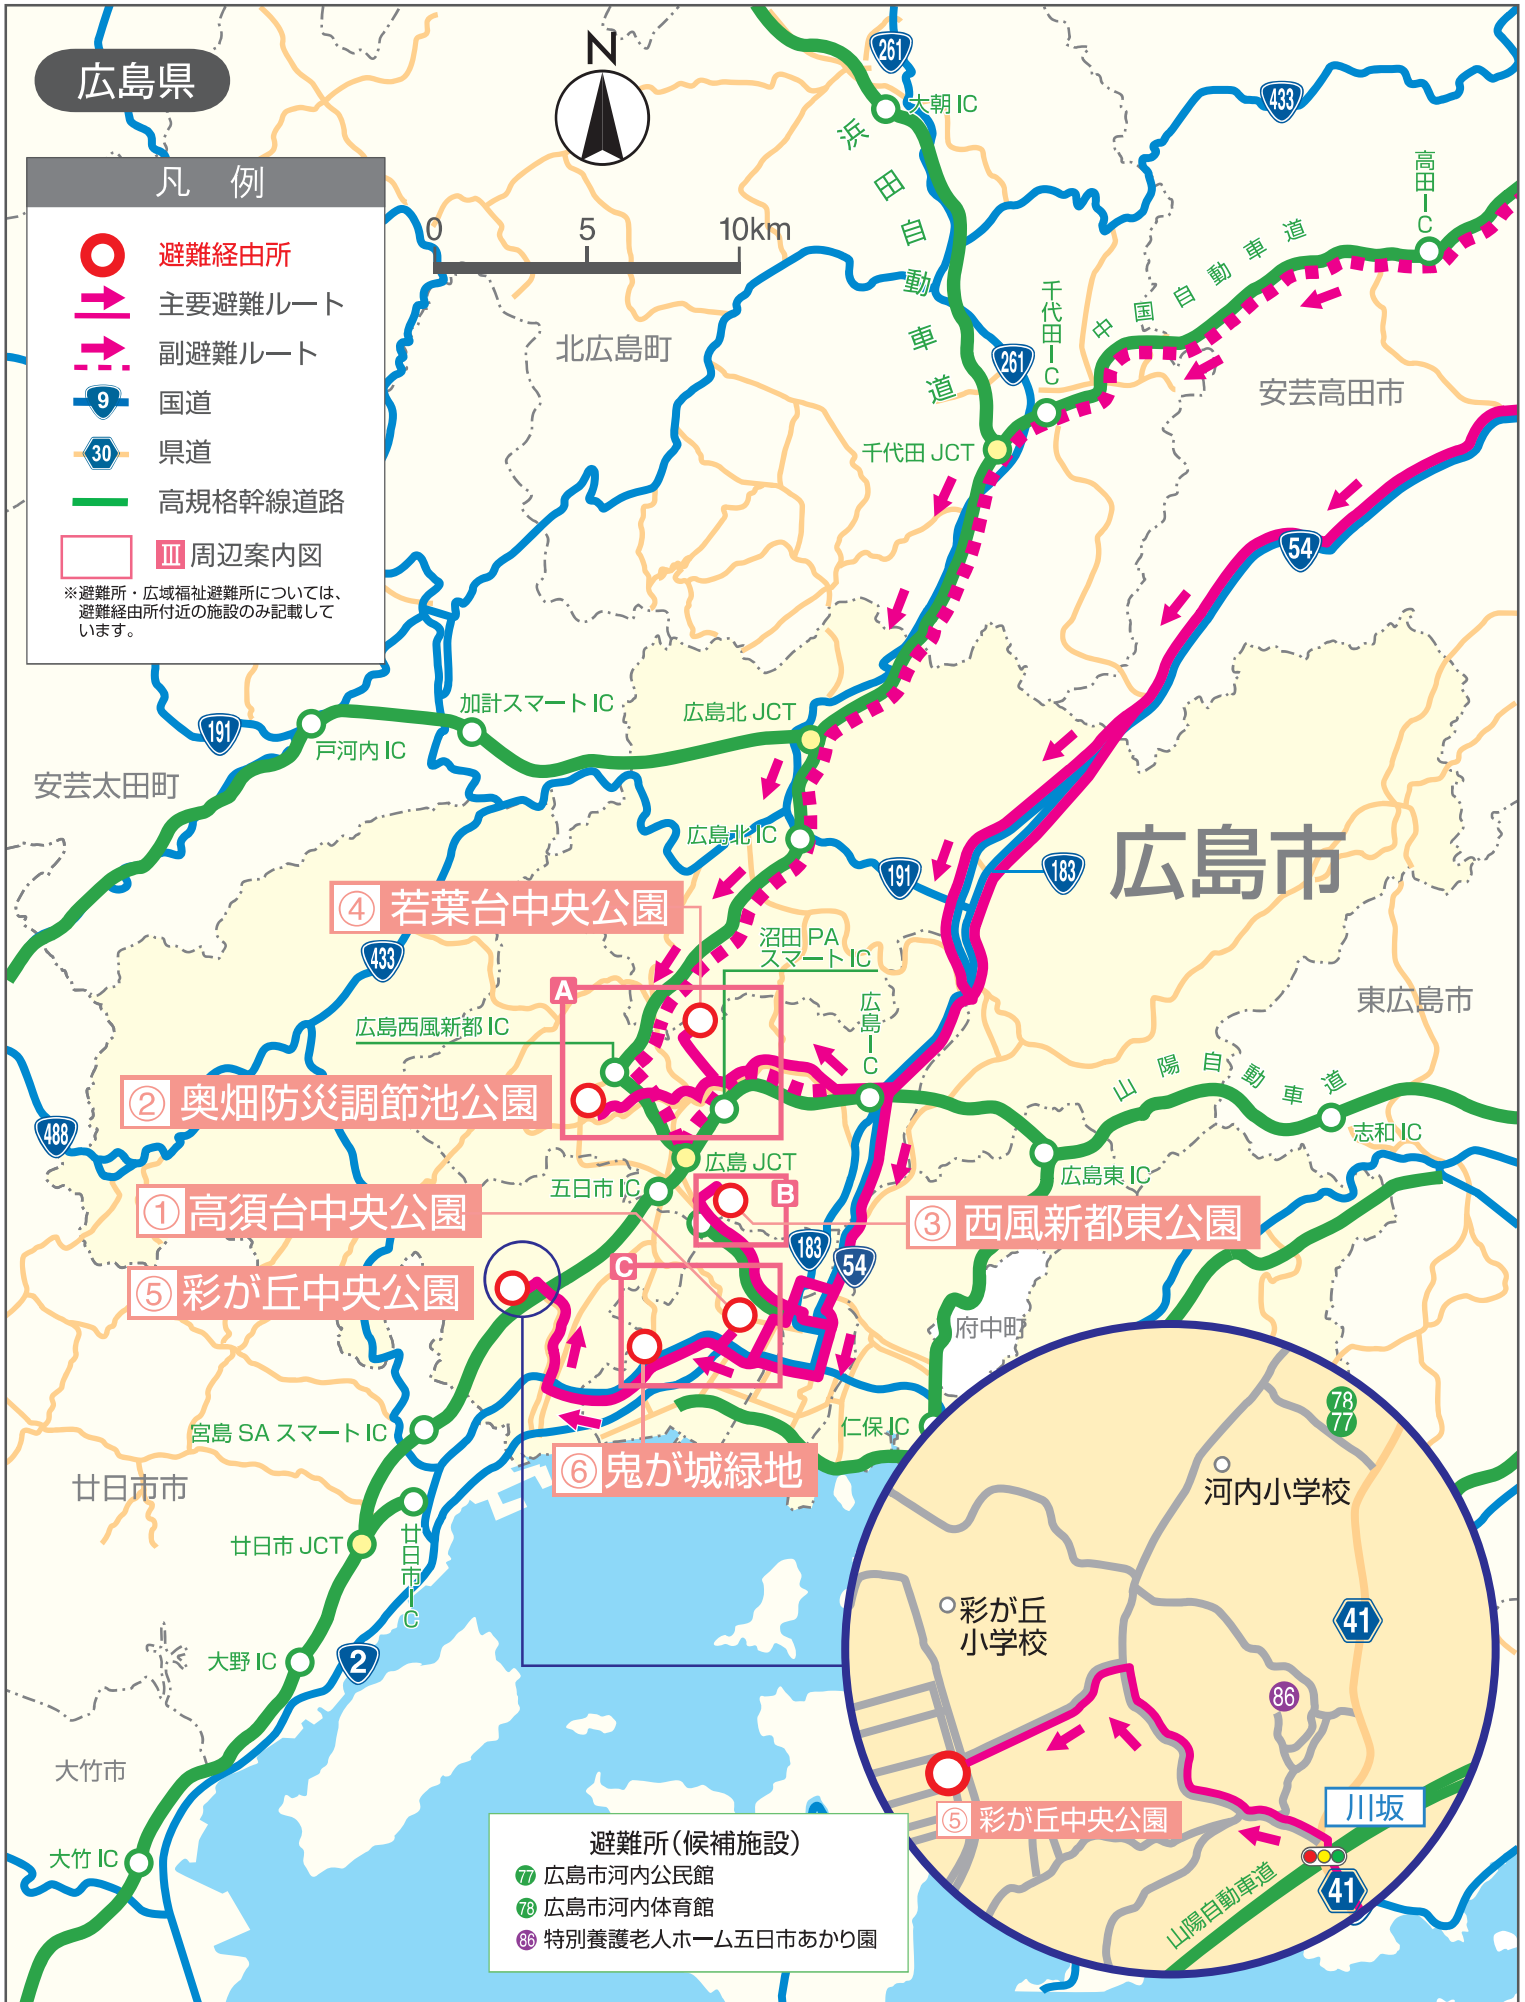 広島県
N
0 5 10km
凡 例
避難経由所
主要避難ルート
副避難ルート
9 国道
30 県道
高規格幹線道路
Ⅲ 周辺案内図
※避難所・広域福祉避難所については、
避難経由所付近の施設のみ記載して
います。
261
大朝 IC
433
高田IC
浜田自動車道
中国自動車道
千代田IC
261
北広島町
安芸高田市
千代田 JCT
54
加計スマート IC
広島北 JCT
191
戸河内 IC
安芸太田町
広島北 IC
広島市
191
183
④ 若葉台中央公園
沼田 PA
スマート IC
433
A
広島IC
東広島市
広島西風新都 IC
山陽自動車道
② 奥畑防災調節池公園
488
志和 IC
広島 JCT
広島東 IC
五日市 IC
B
① 高須台中央公園
③ 西風新都東公園
183
54
C
⑤ 彩が丘中央公園
府中町
宮島 SA スマート IC
仁保 IC
⑥ 鬼が城緑地
廿日市市
78
77
河内小学校
廿日市 JCT
廿日市IC
彩が丘
小学校
41
大野 IC
2
86
大竹市
川坂
⑤ 彩が丘中央公園
大竹 IC
41
山陽自動車道
避難所(候補施設)
77 広島市河内公民館
78 広島市河内体育館
86 特別養護老人ホーム五日市あかり園